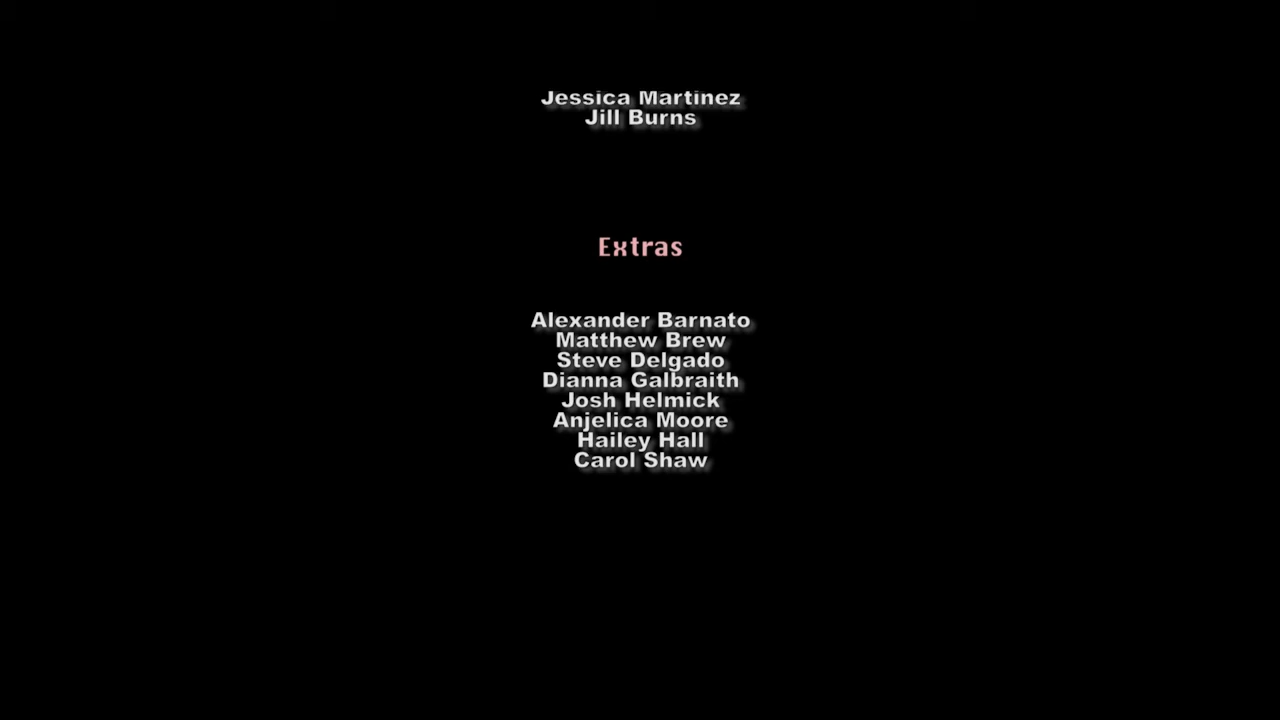 Jessica Martinez
Jill Burns
Extras
Alexander Barnato
Matthew Brew
Steve Delgado
Dianna Galbraith
Josh Helmick
Anjelica Moore
Hailey Hall
Carol Shaw